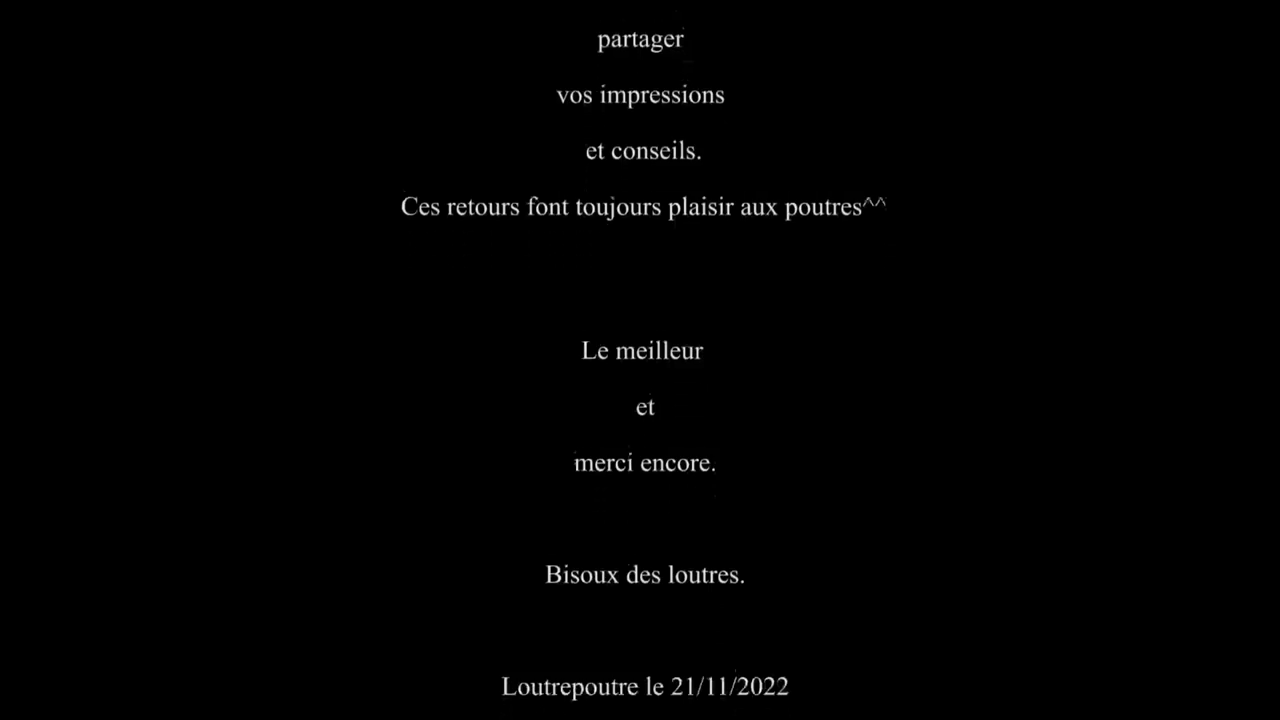 partager
vos impressions
et conseils.
Ces retours font toujours plaisir aux poutres^^
Le meilleur
et
merci encore.
Bisoux des loutres.
Loutrepoutre le 21/11/2022